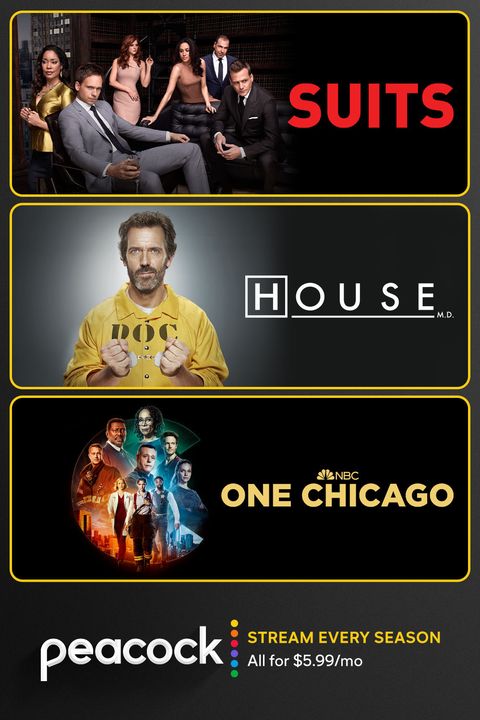 SUITS
HOUSE
M.D.
DOC
NBC
ONE CHICAGO
peacock
STREAM EVERY SEASON
All for $5.99/mo